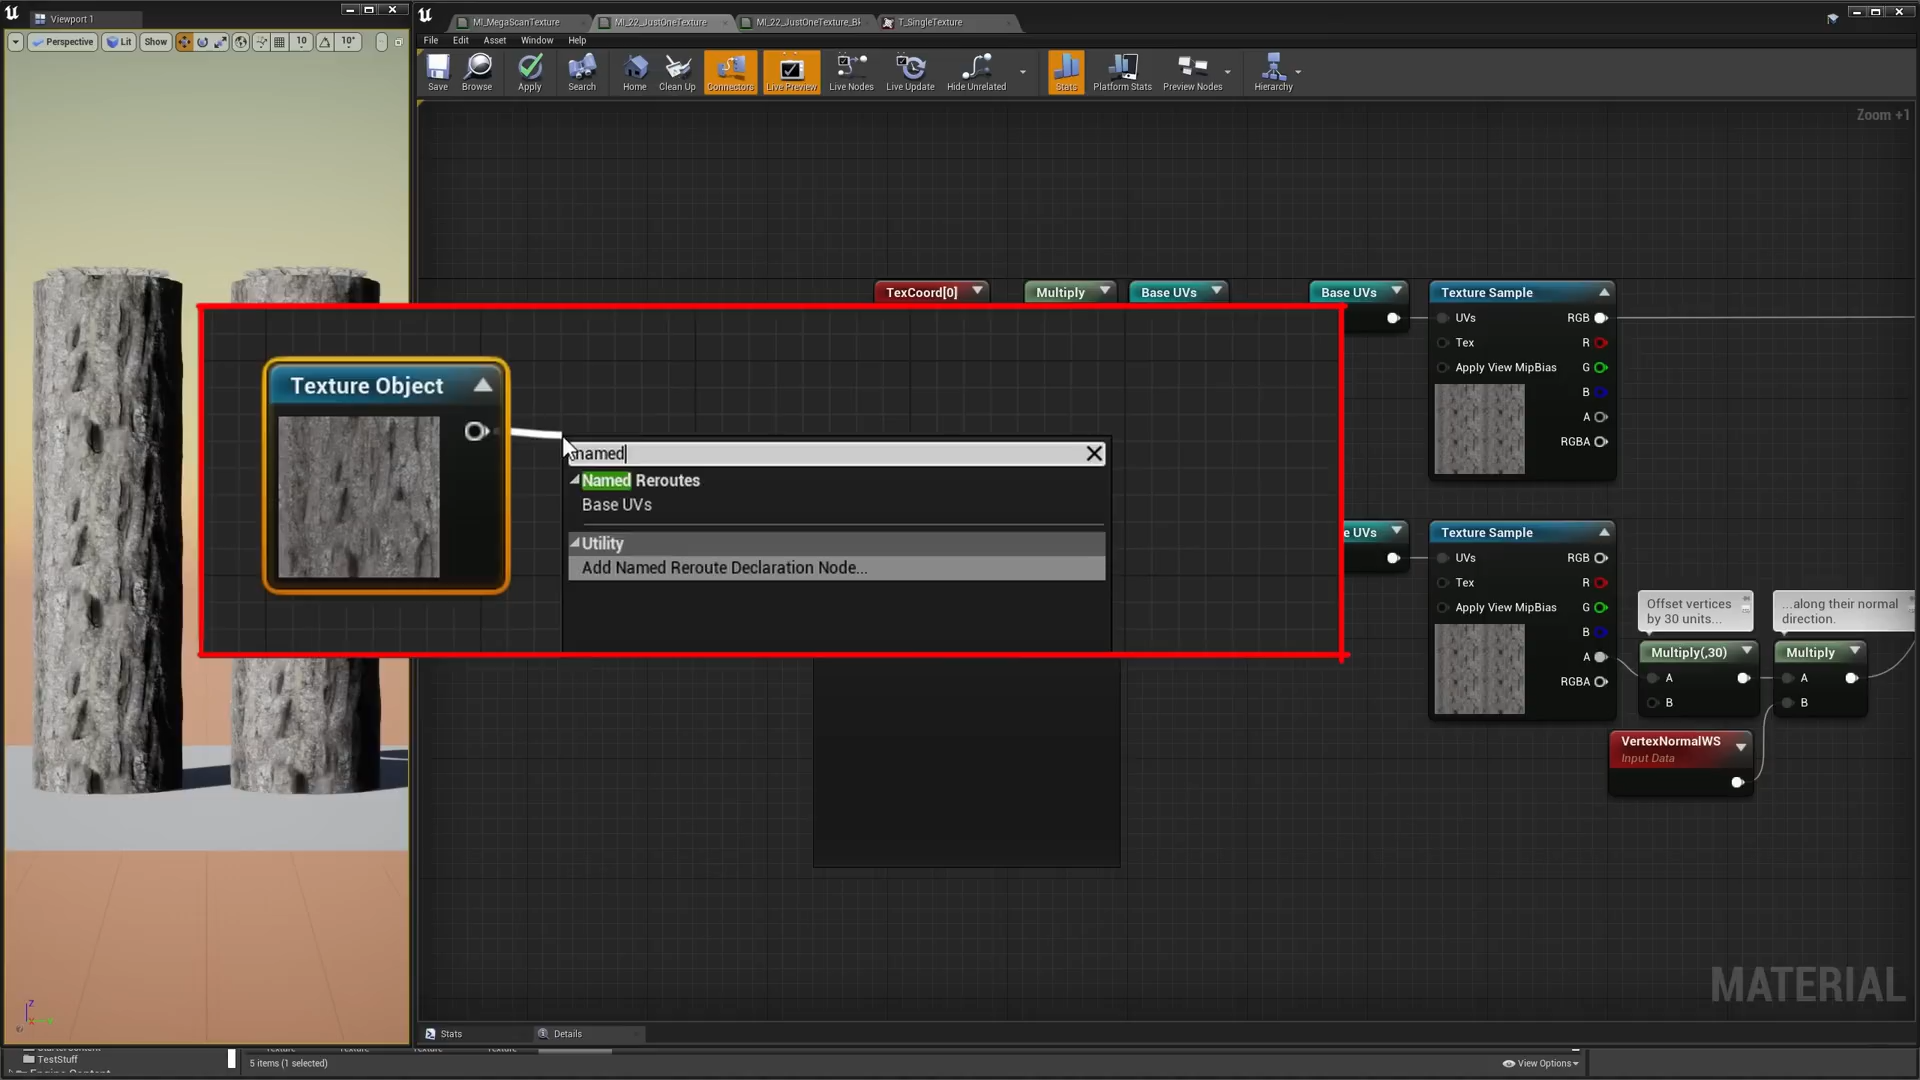 Viewport 1
Perspective
Lit
Show
10
10°
MI_MegaScanTexture
MI_22_JustOneTexture
MI_22_JustOneTexture_Bl
T_SingleTexture
File
Edit
Asset
Window
Help
Save
Browse
Apply
Search
Home
Clean Up
Connectors
Live Preview
Live Nodes
Live Update
Hide Unrelated
Stats
Platform Stats
Preview Nodes
Hierarchy
Zoom +1
TexCoord[0]
Multiply
Base UVs
Base UVs
Texture Sample
UVs
RGB
Tex
R
Apply View MipBias
G
B
A
RGBA
Texture Object
named
Named Reroutes
Base UVs
Utility
Add Named Reroute Declaration Node...
e UVs
Texture Sample
UVs
RGB
Tex
R
Apply View MipBias
G
B
A
RGBA
Offset vertices
by 30 units...
...along their normal
direction.
Multiply(,30)
A
B
Multiply
A
B
VertexNormalWS
Input Data
MATERIAL
Z
Stats
Details
TestStuff
5 items (1 selected)
View Options